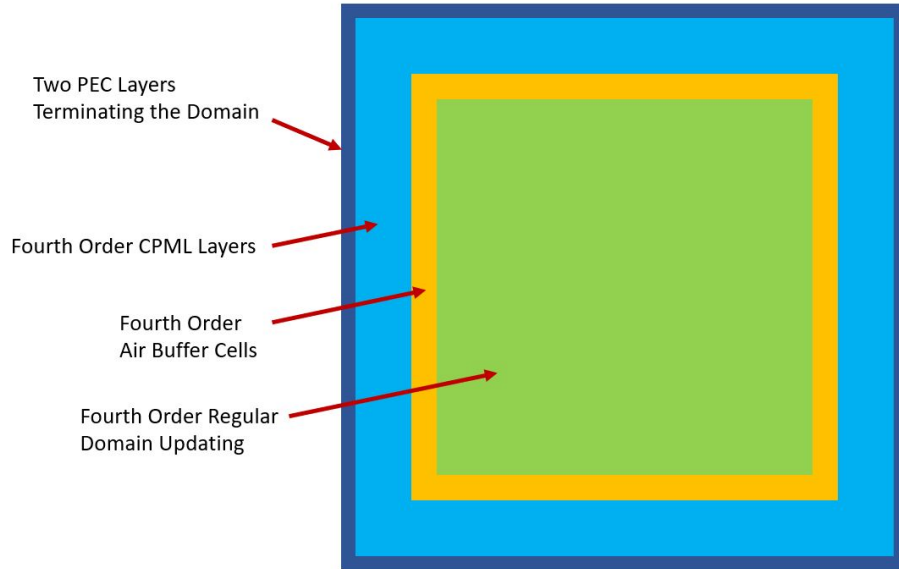 Two PEC Layers
Terminating the Domain
Fourth Order CPML Layers
Fourth Order
Air Buffer Cells
Fourth Order Regular
Domain Updating